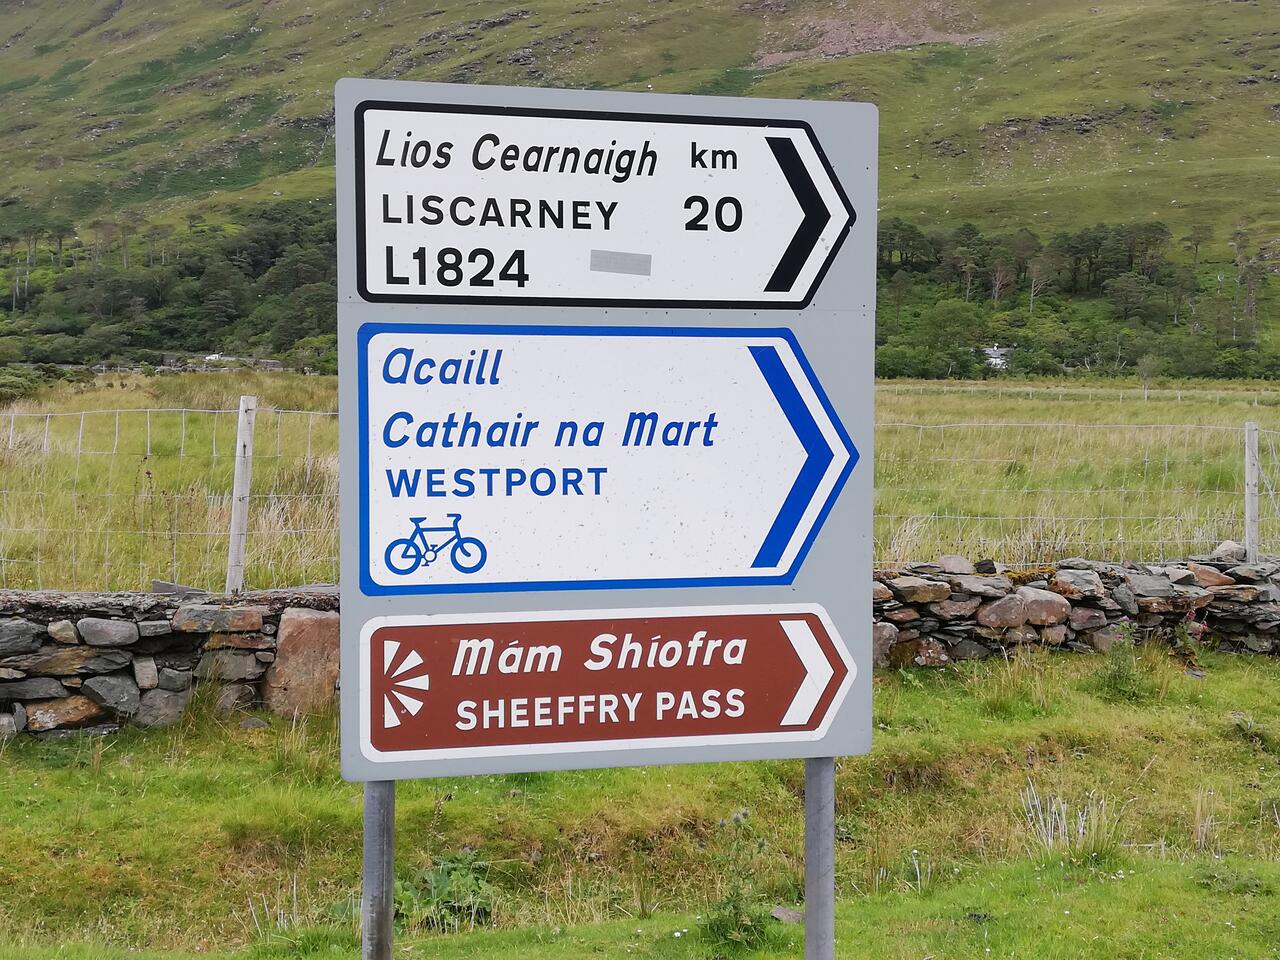 Lios Cearnaigh km
LISCARNEY 20
L1824
Acaill
Cathair na Mart
WESTPORT
Mám Shíofra
SHEEFFRY PASS